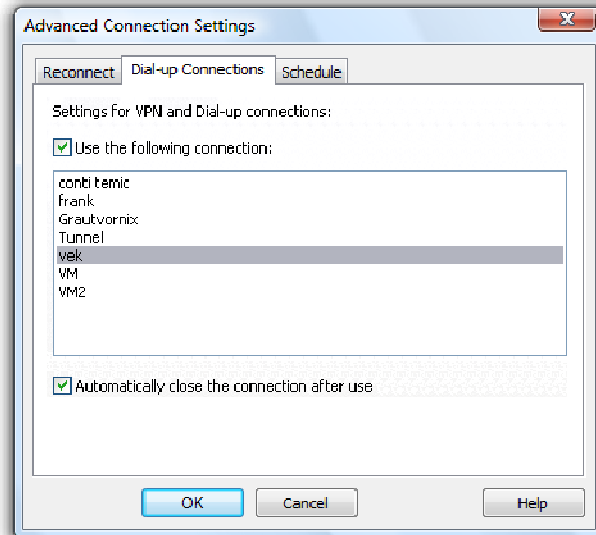 Advanced Connection Settings
Reconnect Dial-up Connections Schedule
Settings for VPN and Dial-up connections:
Use the following connection:
conti temic
frank
Grautvornix
Tunnel
vek
VM
VM2
Automatically close the connection after use
OK Cancel Help